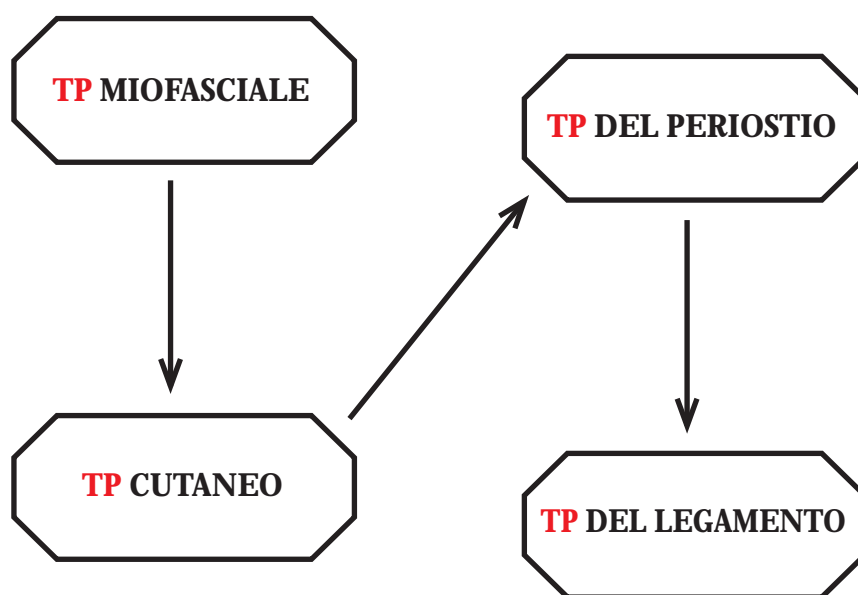 TP MIOFASCIALE
TP CUTANEO
TP DEL PERIOSTIO
TP DEL LEGAMENTO